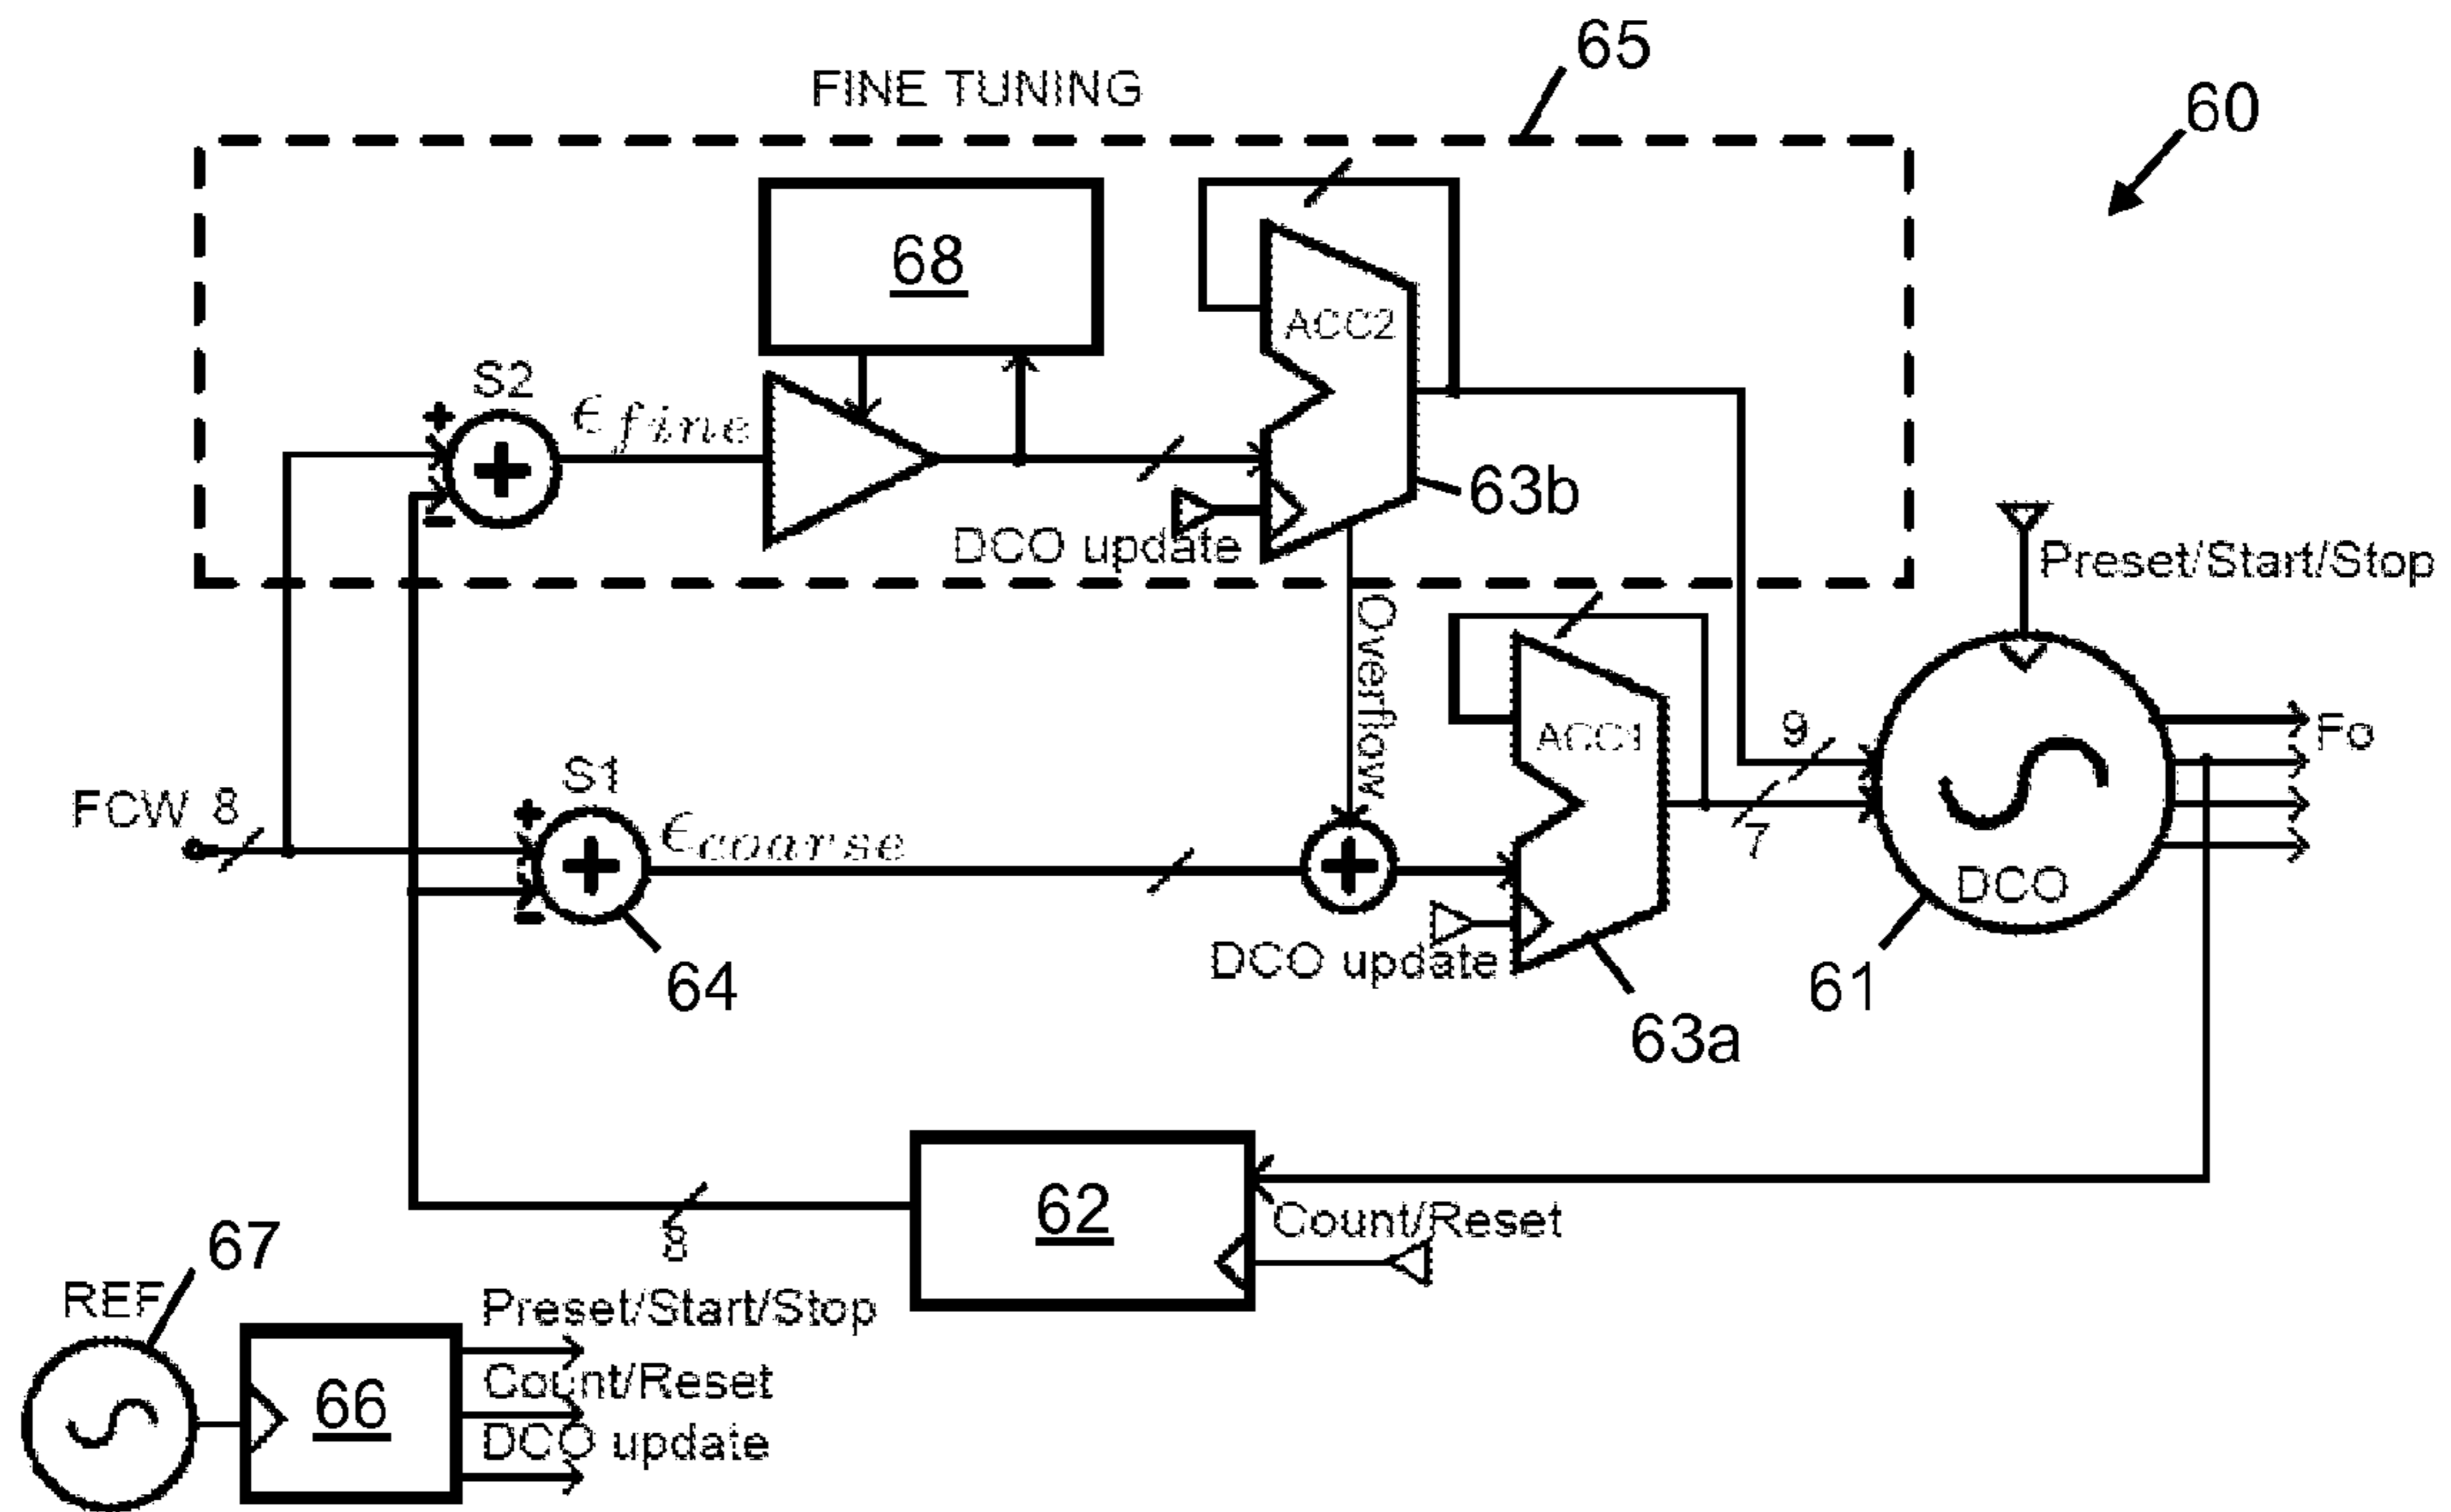 65
FINE TUNING
60
68
ACC2
S2
+
ϵfine
−
63b
DCO update
Preset/Start/Stop
Overflow
ACC1
9
Fo
S1
FCW 8
+
ϵcoarse
7
DCO
−
64
DCO update
63a
61
62
Count/Reset
8
67
REF
Preset/Start/Stop
Count/Reset
66
DCO update